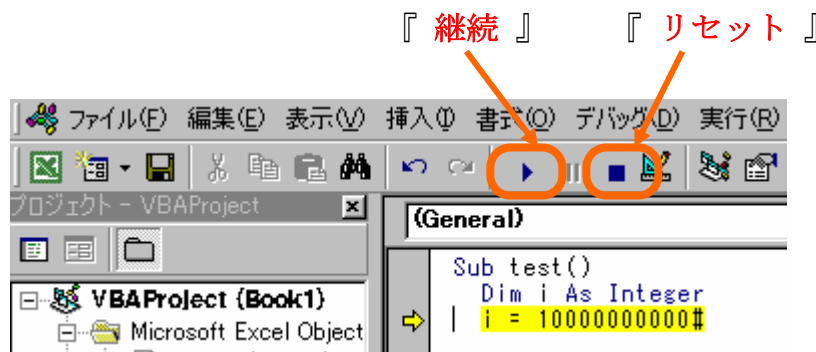 『 継続 』 『 リセット 』
ファイル(F) 編集(E) 表示(V) 挿入(I) 書式(O) デバッグ(D) 実行(R)
プロジェクト - VBAProject
(General)
Sub test()
Dim i As Integer
i = 10000000000#
VBAProject (Book1)
Microsoft Excel Object